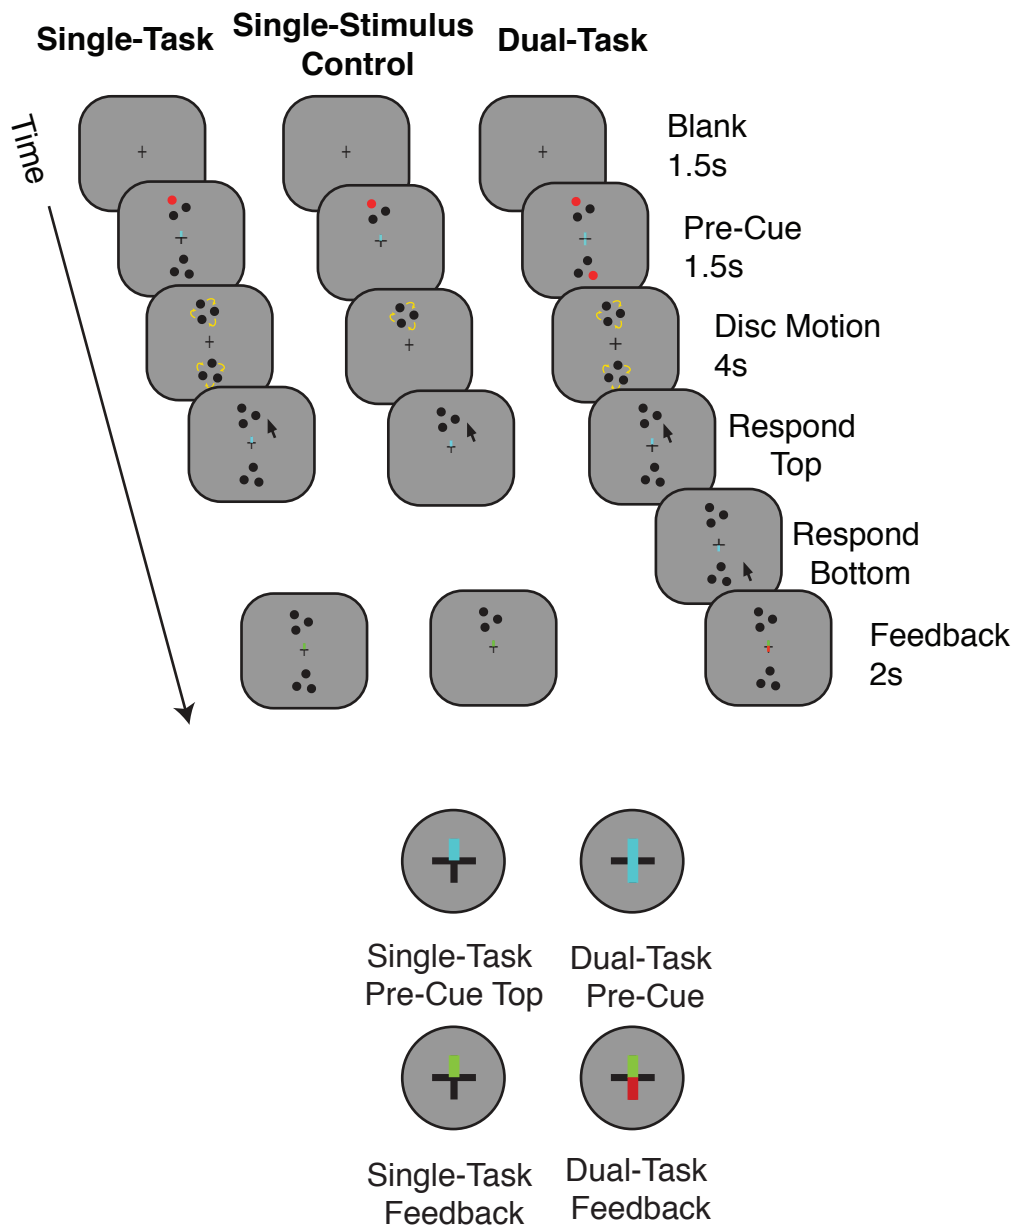 Single-Task
Single-Stimulus
Control
Dual-Task
Time
Blank
1.5s
Pre-Cue
1.5s
Disc Motion
4s
Respond
Top
Respond
Bottom
Feedback
2s
Single-Task
Pre-Cue Top
Dual-Task
Pre-Cue
Single-Task
Feedback
Dual-Task
Feedback